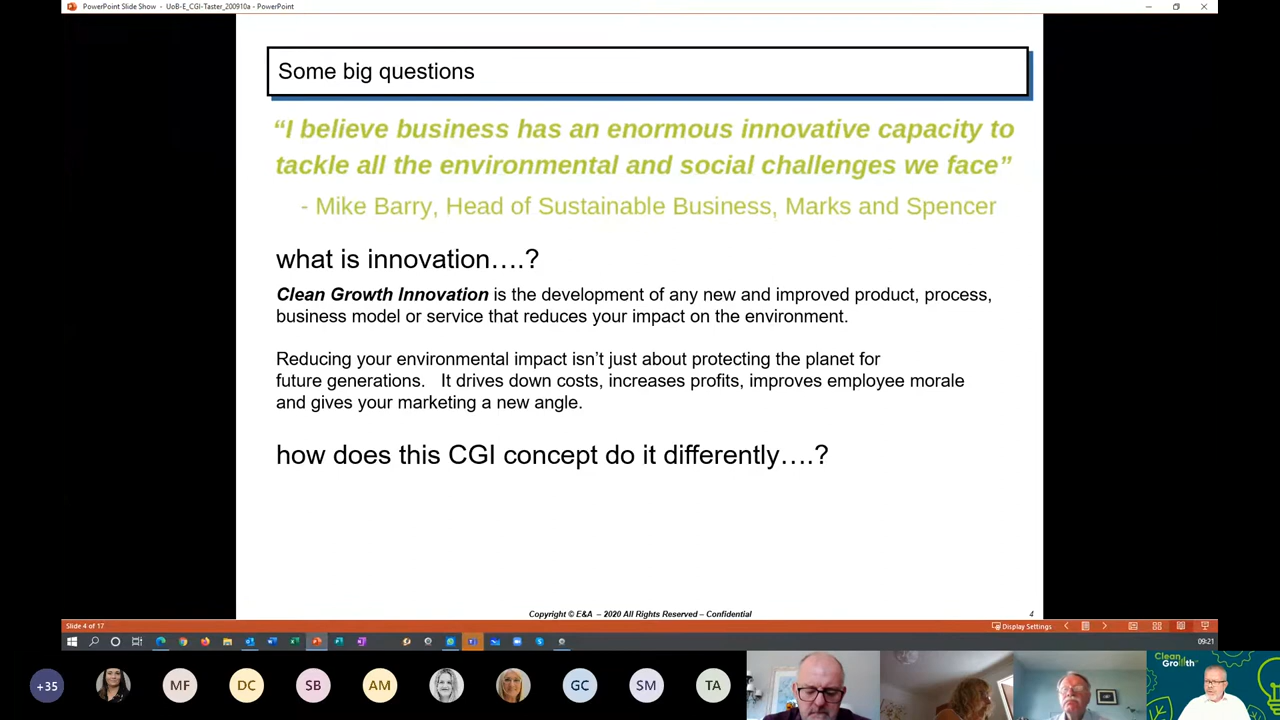 PowerPoint Slide Show - UoB-E_CGI-Taster_200910a - PowerPoint
Some big questions
“I believe business has an enormous innovative capacity to
tackle all the environmental and social challenges we face”
- Mike Barry, Head of Sustainable Business, Marks and Spencer
what is innovation….?
Clean Growth Innovation is the development of any new and improved product, process,
business model or service that reduces your impact on the environment.
Reducing your environmental impact isn’t just about protecting the planet for
future generations. It drives down costs, increases profits, improves employee morale
and gives your marketing a new angle.
how does this CGI concept do it differently….?
Copyright © E&A – 2020 All Rights Reserved – Confidential
4
Slide 4 of 17
Display Settings
09:21
+35
MF
DC
SB
AM
GC
SM
TA
Clean
Growth